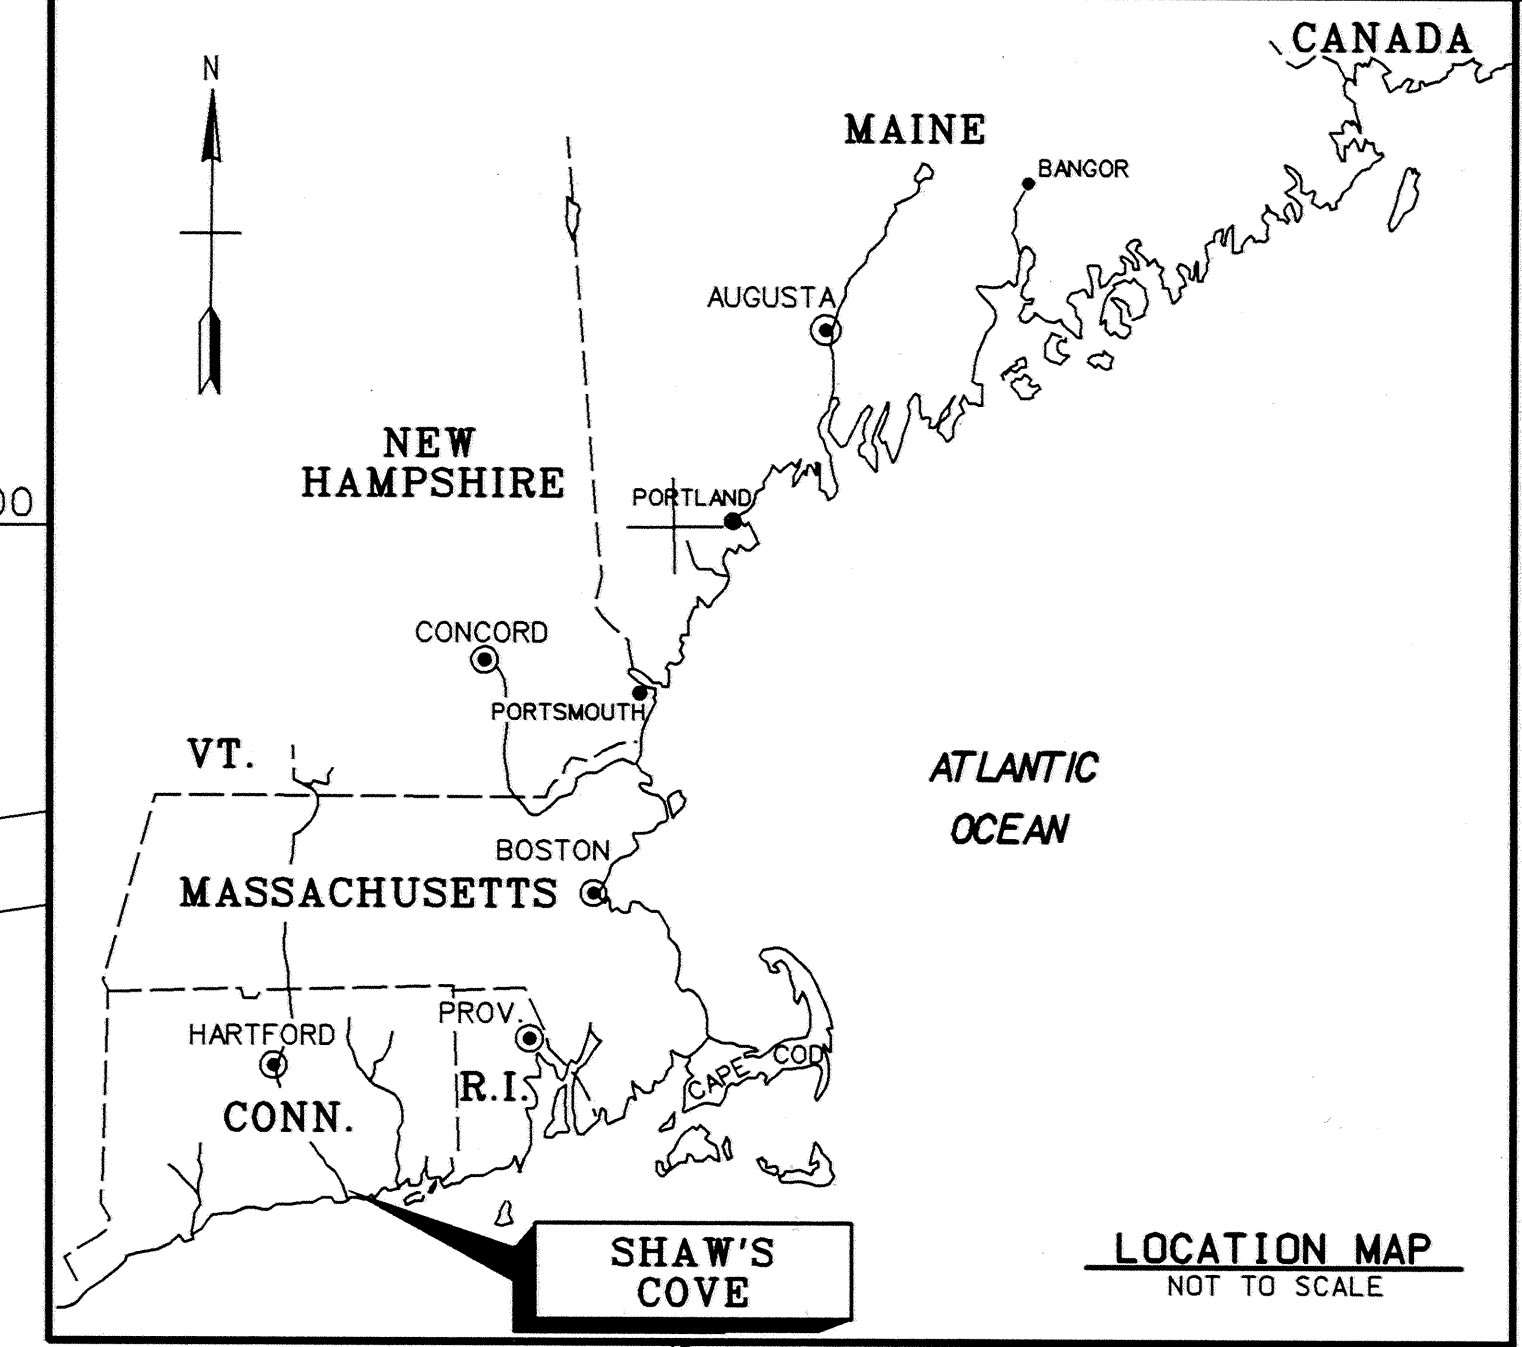 CANADA
N
MAINE
BANGOR
AUGUSTA
NEW
HAMPSHIRE
PORTLAND
CONCORD
PORTSMOUTH
VT.
ATLANTIC
OCEAN
BOSTON
MASSACHUSETTS
PROV.
HARTFORD
CAPE COD
R.I.
CONN.
SHAW'S
COVE
LOCATION MAP
NOT TO SCALE